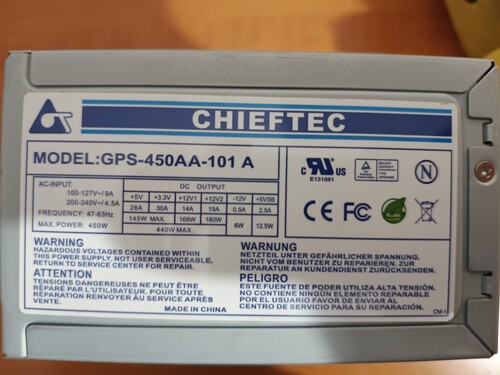 CHIEFTEC
MODEL:GPS-450AA-101 A
AC-INPUT:
100-127V~/9A
200-240V~/4.5A
FREQUENCY: 47-63Hz
MAX. POWER: 450W
DC OUTPUT
+5V +3.3V +12V1 +12V2 -12V +5VSB
28A 30A 14A 15A 0.5A 2.5A
145W MAX. 168W 180W 6W 12.5W
440W MAX.
c UL US
E131881
N
CE FC
WARNING
HAZARDOUS VOLTAGES CONTAINED WITHIN
THIS POWER SUPPLY, NOT USER SERVICEABLE.
RETURN TO SERVICE CENTER FOR REPAIR.
ATTENTION
TENSIONS DANGEREUSES NE PEUT ÊTRE
RÉPARER PAR L'UTILISATEUR. POUR TOUTE
RÉPARATION RENVOYER AU SERVICE APRÈS
VENTE.
MADE IN CHINA
WARNUNG
NETZTEIL UNTER GEFÄHRLICHER SPANNUNG.
NICHT VOM BENUTZER ZU REPARIEREN. ZUR
REPARATUR AN KUNDENDIENST ZURÜCKSENDEN.
PELIGRO
ESTE FUENTE DE PODER UTILIZA ALTA TENSIÓN.
NO CONTIENE NINGÚN ELEMENTO REPARABLE
POR EL USUARIO FAVOR DE ENVIAR AL
CENTRO DE SERVICIO PARA SU REPARACIÓN.